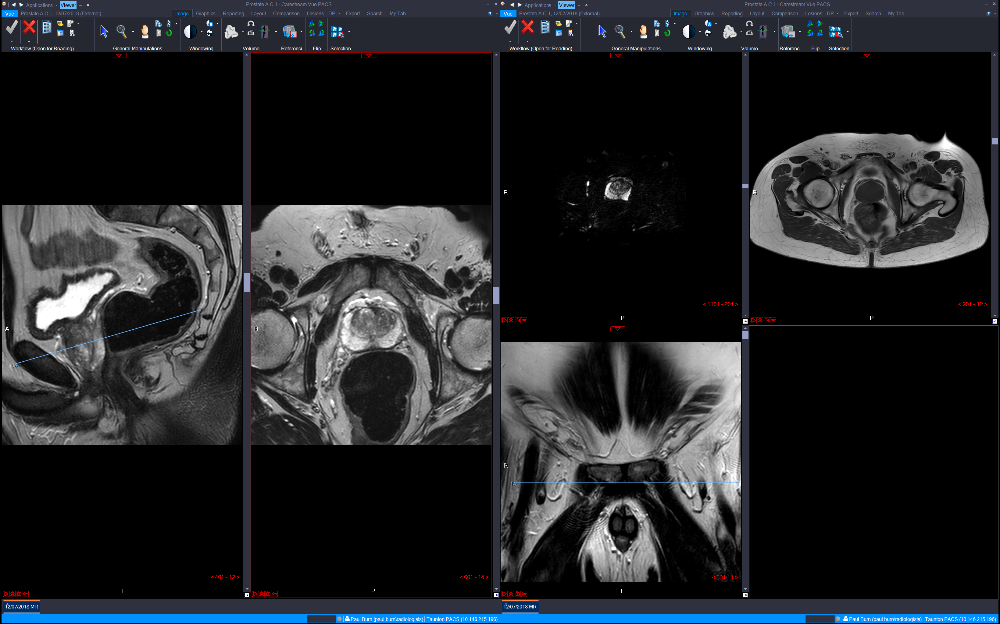 Applications Viewer
Prostate A C 1 - Carestream Vue PACS
Vue Prostate A C 1, 12/07/2018 (External) Image Graphics Reporting Layout Comparison Lesions DP Export Search My Tab
Workflow (Open for Reading) General Manipulations Windowing Volume Referenci... Flip Selection
Applications Viewer
Prostate A C 1 - Carestream Vue PACS
Vue Prostate A C 1, 12/07/2018 (External) Image Graphics Reporting Layout Comparison Lesions DP Export Search My Tab
Workflow (Open for Reading) General Manipulations Windowing Volume Referenci... Flip Selection
A
14
< 401 - 12 >
I
R
< 601 - 14 >
P
R
< 1101 - 204 >
P
R
< 901 - 12 >
P
R
14
< 501 - 1 >
I
12/07/2018 MR
12/07/2018 MR
Paul Burn (paul.burn\radiologists) Taunton PACS (10.146.215.196)
Paul Burn (paul.burn\radiologists) Taunton PACS (10.146.215.196)